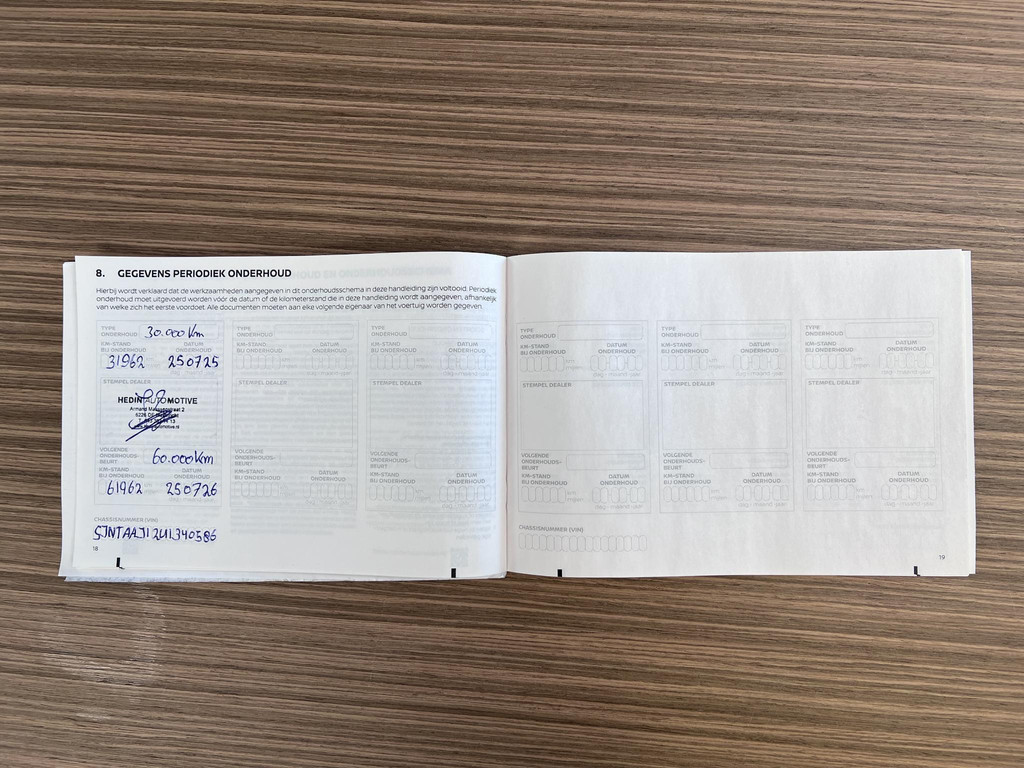 8. GEGEVENS PERIODIEK ONDERHOUD
Hierbij wordt verklaard dat de werkzaamheden aangegeven in dit onderhoudsschema in deze handleiding zijn voltooid. Periodiek
onderhoud moet uitgevoerd worden vóór de datum of de kilometerstand die in deze handleiding wordt aangegeven, afhankelijk
van welke zich het eerste voordoet. Alle documenten moeten aan elke volgende eigenaar van het voertuig worden gegeven.
TYPE
ONDERHOUD 30.000 Km
KM-STAND
BIJ ONDERHOUD
DATUM
ONDERHOUD
31962 250725
STEMPEL DEALER
HEDIN AUTOMOTIVE
VOLGENDE
ONDERHOUDS-
BEURT 60.000 Km
KM-STAND
BIJ ONDERHOUD
DATUM
ONDERHOUD
61962 250726
TYPE
ONDERHOUD
KM-STAND
BIJ ONDERHOUD
DATUM
ONDERHOUD
STEMPEL DEALER
VOLGENDE
ONDERHOUDS-
BEURT
KM-STAND
BIJ ONDERHOUD
DATUM
ONDERHOUD
TYPE
ONDERHOUD
KM-STAND
BIJ ONDERHOUD
DATUM
ONDERHOUD
STEMPEL DEALER
VOLGENDE
ONDERHOUDS-
BEURT
KM-STAND
BIJ ONDERHOUD
DATUM
ONDERHOUD
CHASSISNUMMER (VIN)
SJNTAAJ12U1340586
18
TYPE
ONDERHOUD
KM-STAND
BIJ ONDERHOUD
DATUM
ONDERHOUD
STEMPEL DEALER
VOLGENDE
ONDERHOUDS-
BEURT
KM-STAND
BIJ ONDERHOUD
DATUM
ONDERHOUD
TYPE
ONDERHOUD
KM-STAND
BIJ ONDERHOUD
DATUM
ONDERHOUD
STEMPEL DEALER
VOLGENDE
ONDERHOUDS-
BEURT
KM-STAND
BIJ ONDERHOUD
DATUM
ONDERHOUD
TYPE
ONDERHOUD
KM-STAND
BIJ ONDERHOUD
DATUM
ONDERHOUD
STEMPEL DEALER
VOLGENDE
ONDERHOUDS-
BEURT
KM-STAND
BIJ ONDERHOUD
DATUM
ONDERHOUD
CHASSISNUMMER (VIN)
19